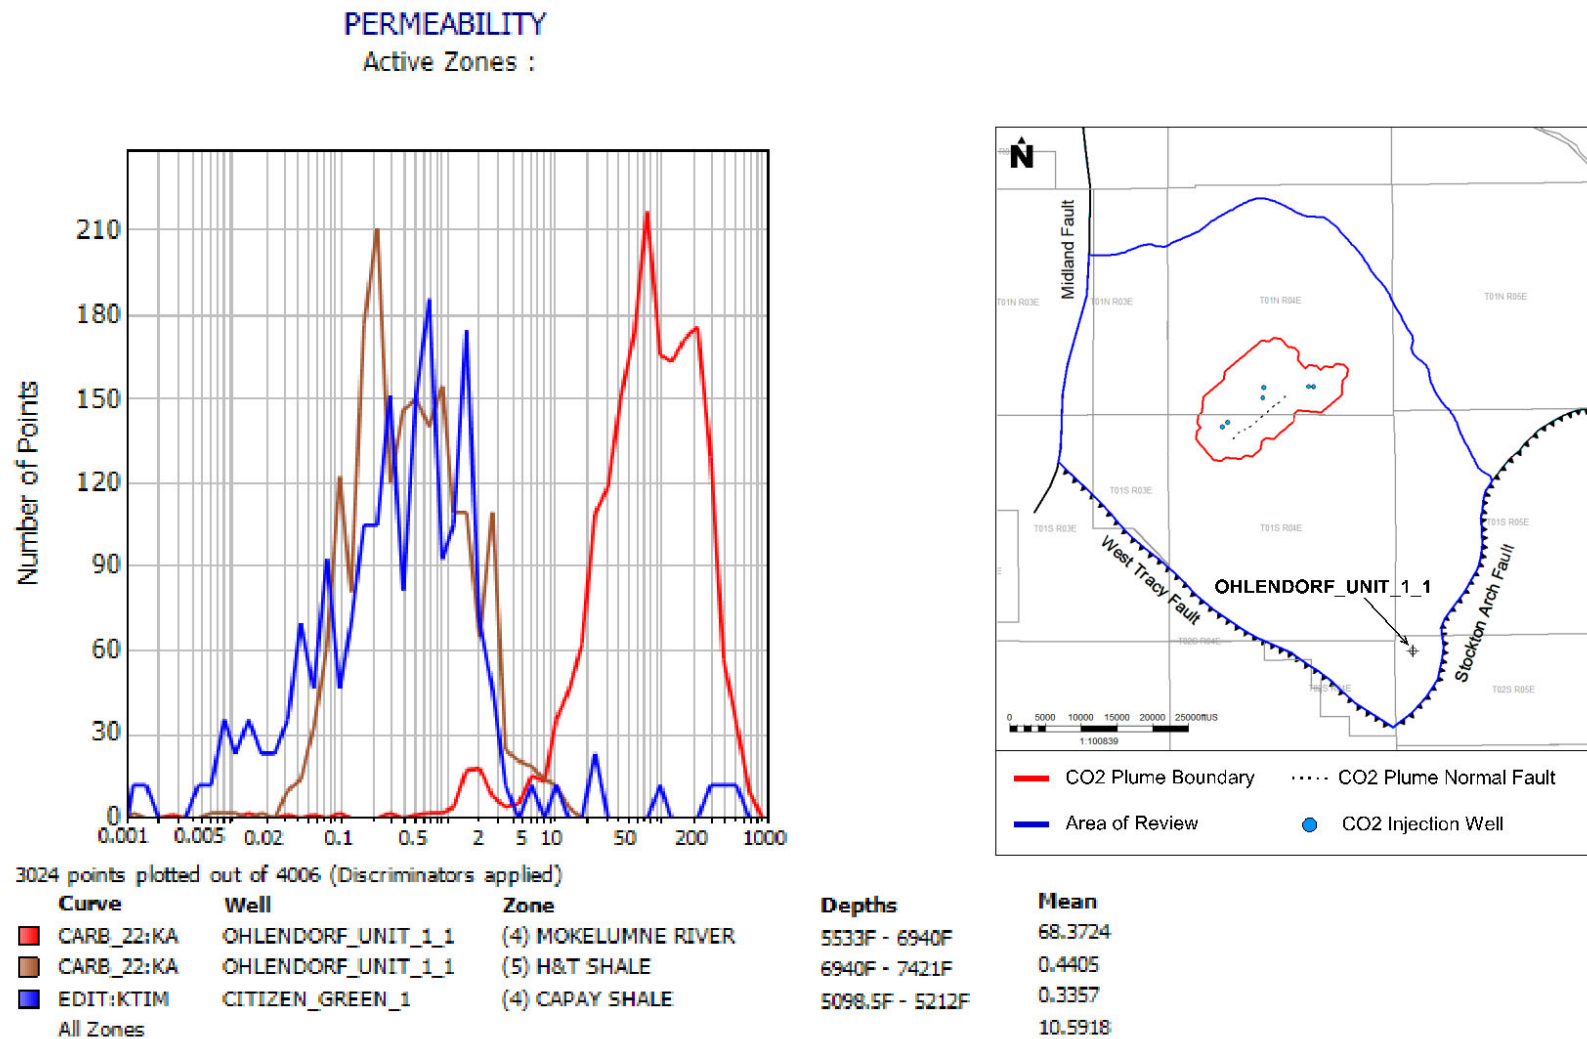 PERMEABILITY
Active Zones :
Number of Points
210
180
150
120
90
60
30
0
0.001 0.005 0.02 0.1 0.5 2 5 10 50 200 1000
3024 points plotted out of 4006 (Discriminators applied)
Curve Well Zone Depths Mean
CARB_22:KA OHLENDORF_UNIT_1_1 (4) MOKELUMNE RIVER 5533F - 6940F 68.3724
CARB_22:KA OHLENDORF_UNIT_1_1 (5) H&T SHALE 6940F - 7421F 0.4405
EDIT:KTIM CITIZEN_GREEN_1 (4) CAPAY SHALE 5098.5F - 5212F 0.3357
All Zones 10.5918
N
Midland Fault
T01N R03E T01N R03E T01N R04E T01N R05E
T01S R03E
T01S R03E T01S R04E T01S R05E
West Tracy Fault
OHLENDORF_UNIT_1_1
Stockton Arch Fault
T02S R04E
T02S R05E
0 5000 10000 15000 20000 25000ftUS
1:100839
CO2 Plume Boundary CO2 Plume Normal Fault
Area of Review CO2 Injection Well